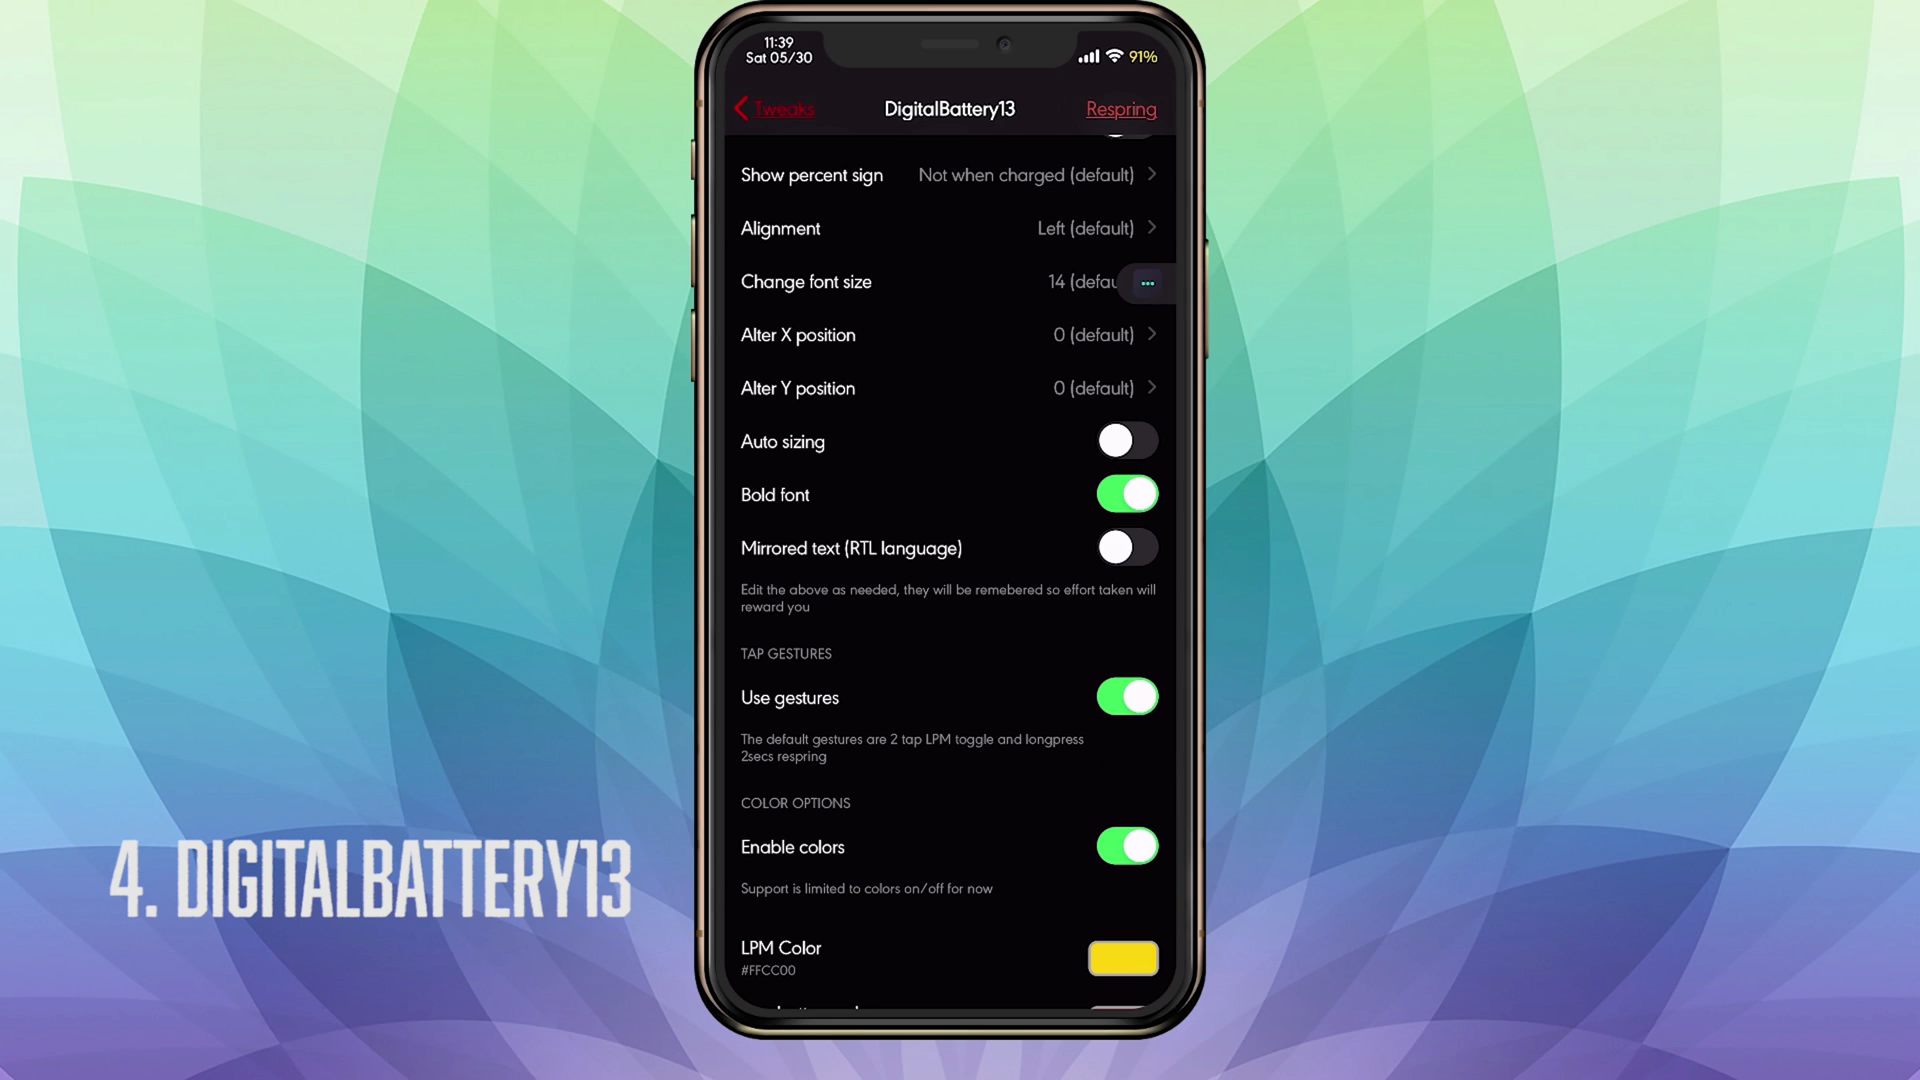 11:39
Sat 05/30
91%
Tweaks
DigitalBattery13
Respring
Show percent sign
Not when charged (default)
Alignment
Left (default)
Change font size
14 (defau
Alter X position
0 (default)
Alter Y position
0 (default)
Auto sizing
Bold font
Mirrored text (RTL language)
Edit the above as needed, they will be remebered so effort taken will
reward you
TAP GESTURES
Use gestures
The default gestures are 2 tap LPM toggle and longpress
2secs respring
COLOR OPTIONS
Enable colors
Support is limited to colors on/off for now
LPM Color
#FFCC00
4. DIGITALBATTERY13